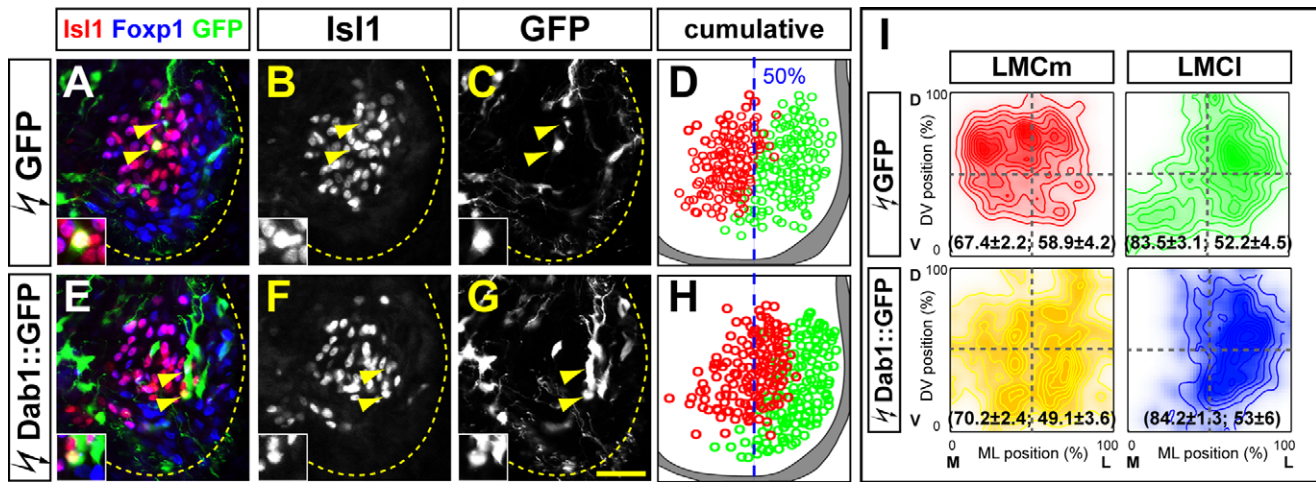 Isl1 Foxp1 GFP
Isl1
GFP
cumulative
I
LMCm
LMCl
GFP
A
B
C
D
50%
D
100
DV position (%)
V
0
(67.4±2.2; 58.9±4.2)
(83.5±3.1; 52.2±4.5)
GFP
Dab1::GFP
E
F
G
H
D
100
DV position (%)
V
0
(70.2±2.4; 49.1±3.6)
(84.2±1.3; 53±6)
Dab1::GFP
0
ML position (%)
100
M
L
0
ML position (%)
100
M
L